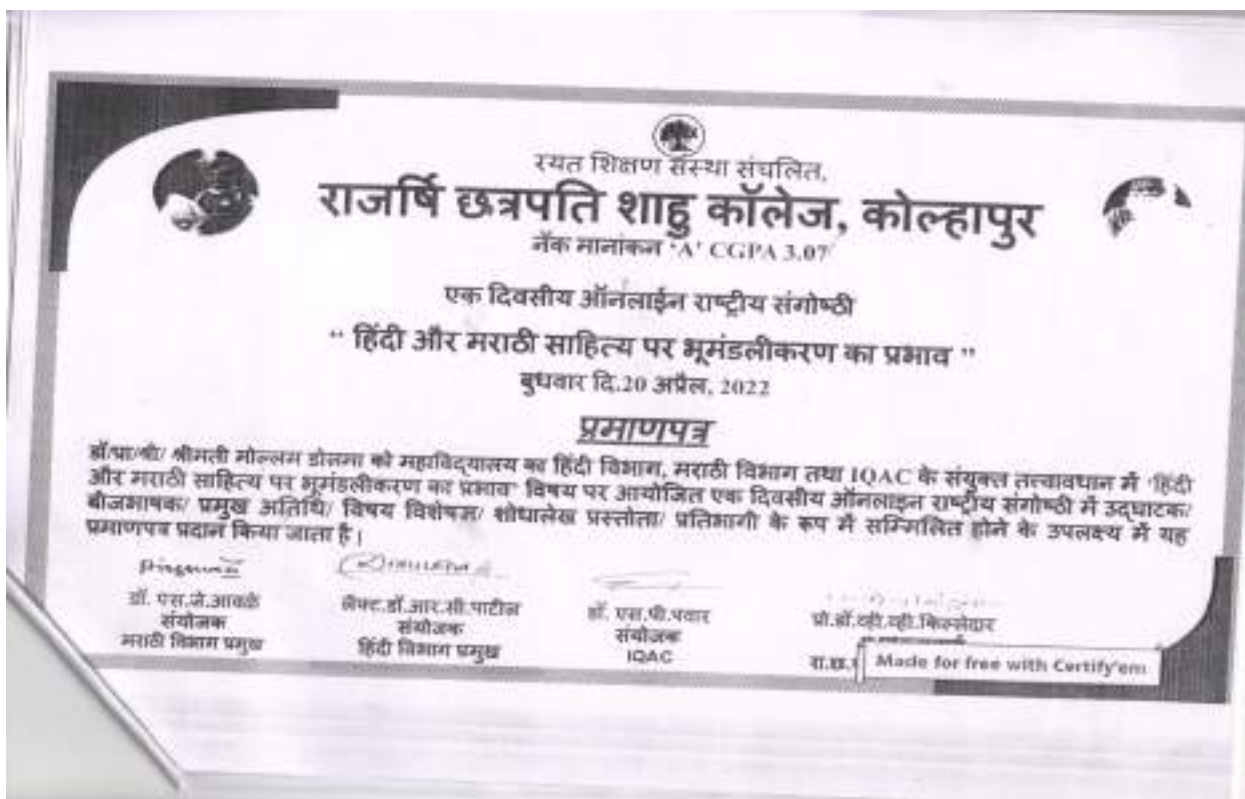 रयत शिक्षण संस्था संचलित,
राजर्षि छत्रपति शाहु कॉलेज, कोल्हापुर
नॅक मानांकन 'A' CGPA 3.07
एक दिवसीय ऑनलाईन राष्ट्रीय संगोष्ठी
" हिंदी और मराठी साहित्य पर भूमंडलीकरण का प्रभाव "
बुधवार दि.20 अप्रैल, 2022
प्रमाणपत्र
डॉ/प्रा/श्री/ श्रीमती मोल्लम डोलमा को महाविद्यालय का हिंदी विभाग, मराठी विभाग तथा IQAC के संयुक्त तत्त्वावधान में 'हिंदी
और मराठी साहित्य पर भूमंडलीकरण का प्रभाव' विषय पर आयोजित एक दिवसीय ऑनलाइन राष्ट्रीय संगोष्ठी में उद्घाटक/
बीजभाषक/ प्रमुख अतिथि/ विषय विशेषज्ञ/ शोधालेख प्रस्तोता/ प्रतिभागी के रूप में सम्मिलित होने के उपलक्ष्य में यह
प्रमाणपत्र प्रदान किया जाता है।
डॉ. एस.जे.आवळे
संयोजक
मराठी विभाग प्रमुख
लेफ्ट.डॉ.आर.सी.पाटील
संयोजक
हिंदी विभाग प्रमुख
डॉ. एस.पी.पवार
संयोजक
IQAC
प्रो.डॉ.व्ही.व्ही.किल्लेदार
रा.छ.
Made for free with Certify'em